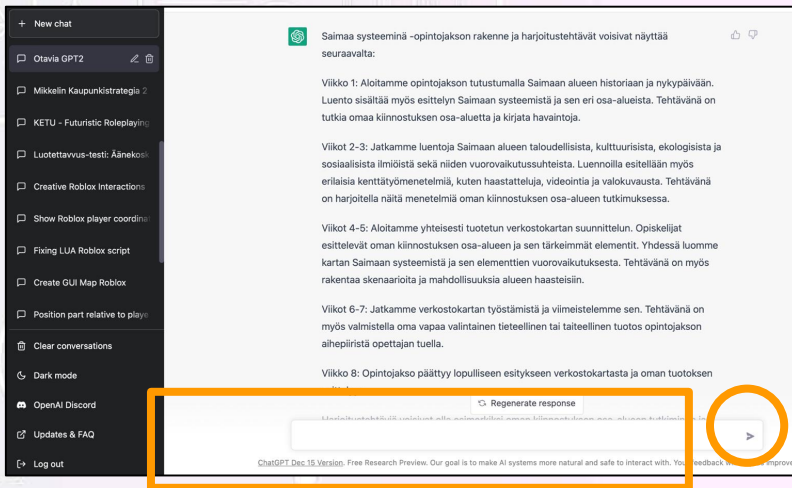 + New chat
Otavia GPT2
Mikkelin Kaupunkistrategia 2
KETU - Futuristic Roleplaying
Luotettavvus-testi: Äänekosk
Creative Roblox Interactions
Show Roblox player coordinat
Fixing LUA Roblox script
Create GUI Map Roblox
Position part relative to playe
Clear conversations
Dark mode
OpenAI Discord
Updates & FAQ
Log out
Saimaa systeeminä -opintojakson rakenne ja harjoitustehtävät voisivat näyttää
seuraavalta:
Viikko 1: Aloitamme opintojakson tutustumalla Saimaan alueen historiaan ja nykypäivään.
Luento sisältää myös esittelyn Saimaan systeemistä ja sen eri osa-alueista. Tehtävänä on
tutkia omaa kiinnostuksen osa-aluetta ja kirjata havaintoja.
Viikot 2-3: Jatkamme luentoja Saimaan alueen taloudellisista, kulttuurisista, ekologisista ja
sosiaalisista ilmiöistä sekä niiden vuorovaikutussuhteista. Luennoilla esitellään myös
erilaisia kenttätyömenetelmiä, kuten haastatteluja, videointia ja valokuvausta. Tehtävänä
on harjoitella näitä menetelmiä oman kiinnostuksen osa-alueen tutkimuksessa.
Viikot 4-5: Aloitamme yhteisesti tuotetun verkostokartan suunnittelun. Opiskelijat
esittelevät oman kiinnostuksen osa-alueen ja sen tärkeimmät elementit. Yhdessä luomme
kartan Saimaan systeemistä ja sen elementtien vuorovaikutuksesta. Tehtävänä on myös
rakentaa skenaarioita ja mahdollisuuksia alueen haasteisiin.
Viikot 6-7: Jatkamme verkostokartan työstämistä ja viimeistelemme sen. Tehtävänä on
myös valmistella oma vapaa valintainen tieteellinen tai taiteellinen tuotos opintojakson
aihepiiristä opettajan tuella.
Viikko 8: Opintojakso päättyy lopulliseen esitykseen verkostokartasta ja oman tuotoksen
Regenerate response
ChatGPT Dec 15 Version. Free Research Preview. Our goal is to make AI systems more natural and safe to interact with. Your feedback improve